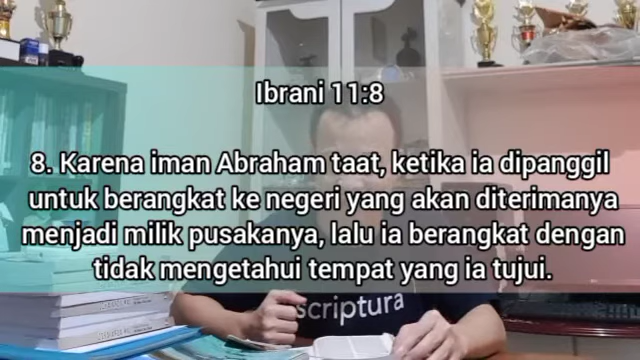 Ibrani 11:8
8. Karena iman Abraham taat, ketika ia dipanggil
untuk berangkat ke negeri yang akan diterimanya
menjadi milik pusakanya, lalu ia berangkat dengan
tidak mengetahui tempat yang ia tujui.
scriptura